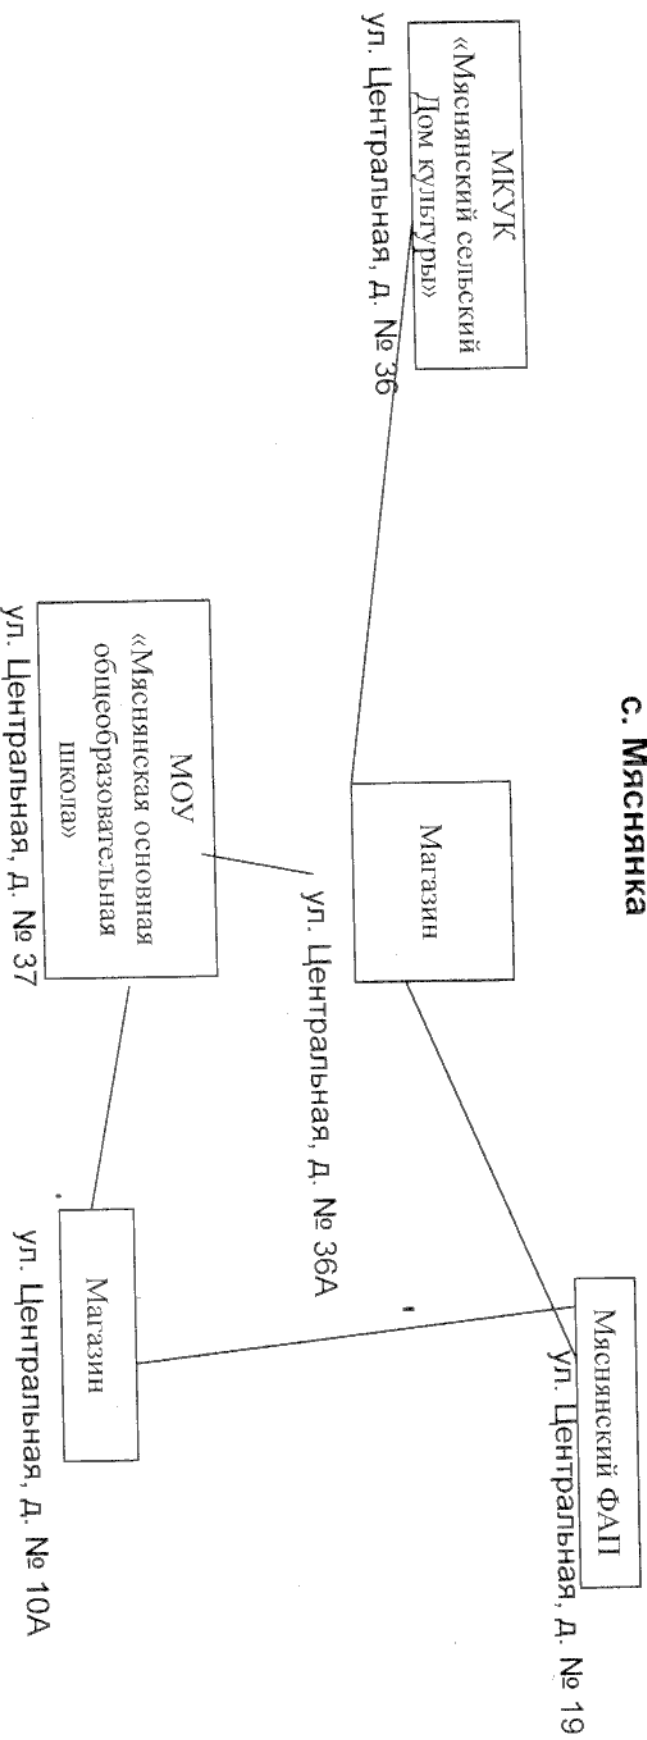 с. Мяснянка
МКУК
«Мяснянский сельский
Дом культуры»
ул. Центральная, д. № 36
Магазин
ул. Центральная, д. № 36А
Мяснянский ФАП
ул. Центральная, д. № 19
МОУ
«Мяснянская основная
общеобразовательная
школа»
ул. Центральная, д. № 37
Магазин
ул. Центральная, д. № 10А